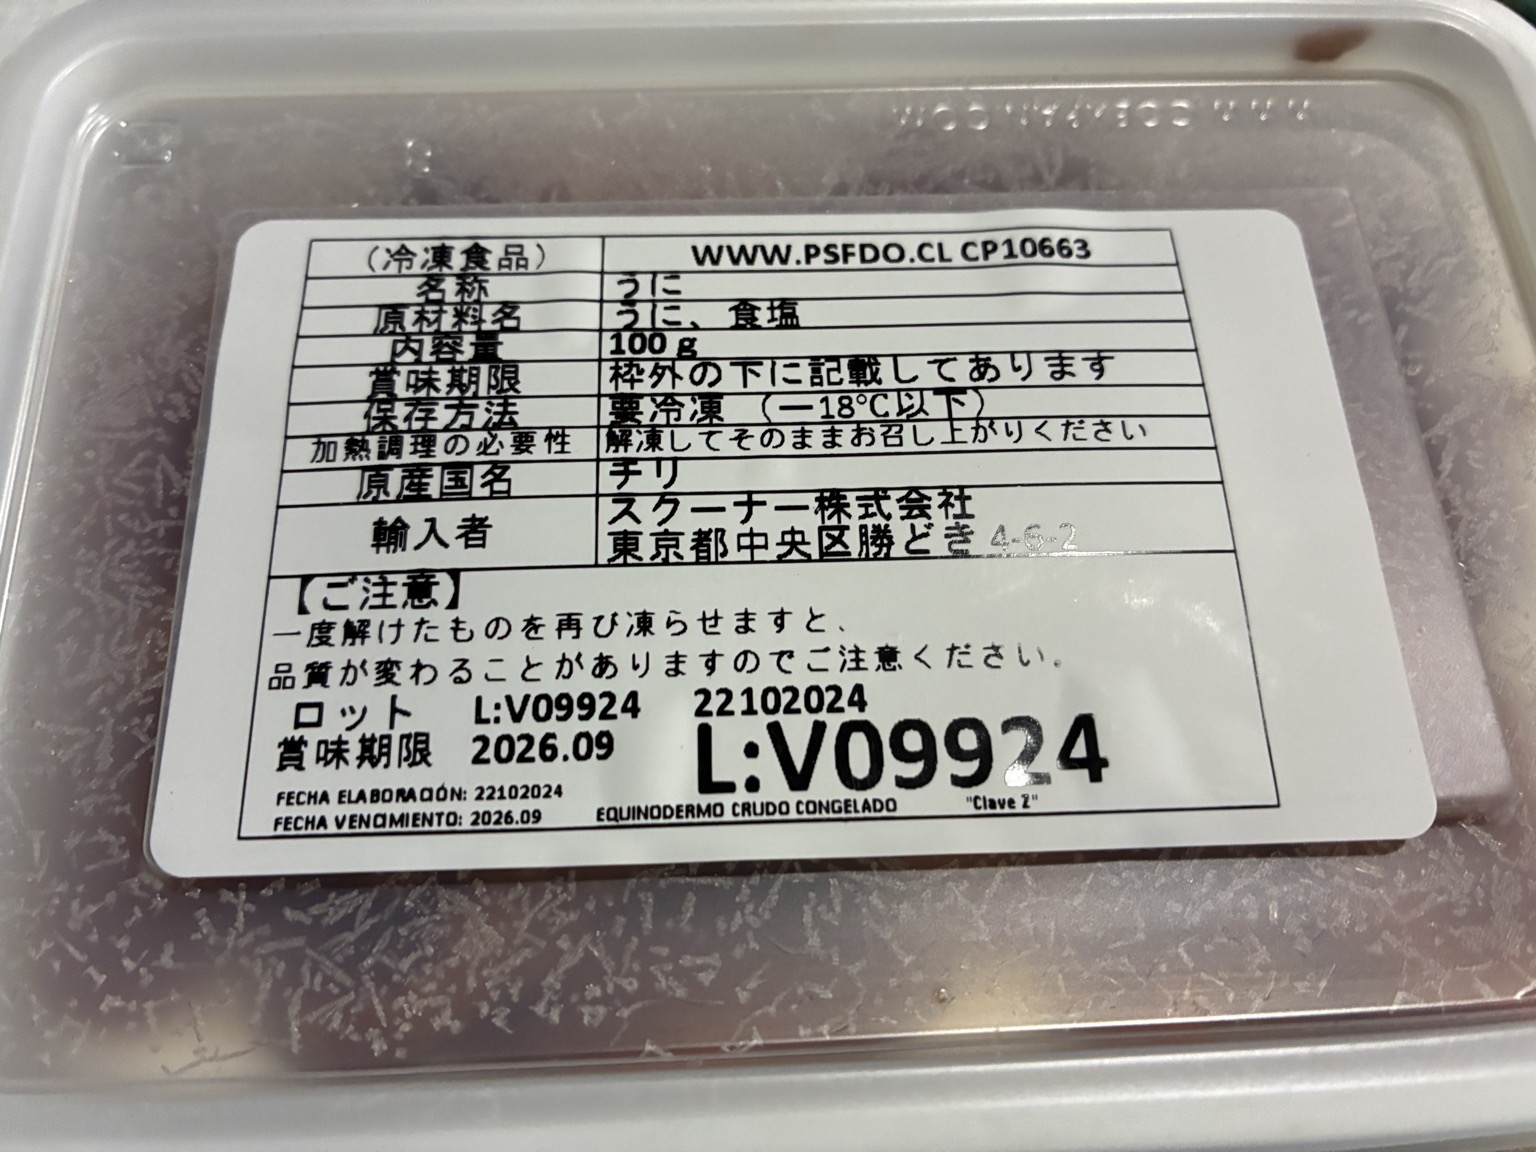 （冷凍食品） WWW.PSFDO.CL CP10663
名称 うに
原材料名 うに、食塩
内容量 100 g
賞味期限 枠外の下に記載してあります
保存方法 要冷凍 （ー18℃以下）
加熱調理の必要性 解凍してそのままお召し上がりください
原産国名 チリ
輸入者 スクーナー株式会社
東京都中央区勝どき 4-6-2
【ご注意】
一度解けたものを再び凍らせますと、
品質が変わることがありますのでご注意ください。
ロット L:V09924 22102024
賞味期限 2026.09 L:V09924
FECHA ELABORACIÓN: 22102024
FECHA VENCIMIENTO: 2026.09 EQUINODERMO CRUDO CONGELADO "Clave 2"